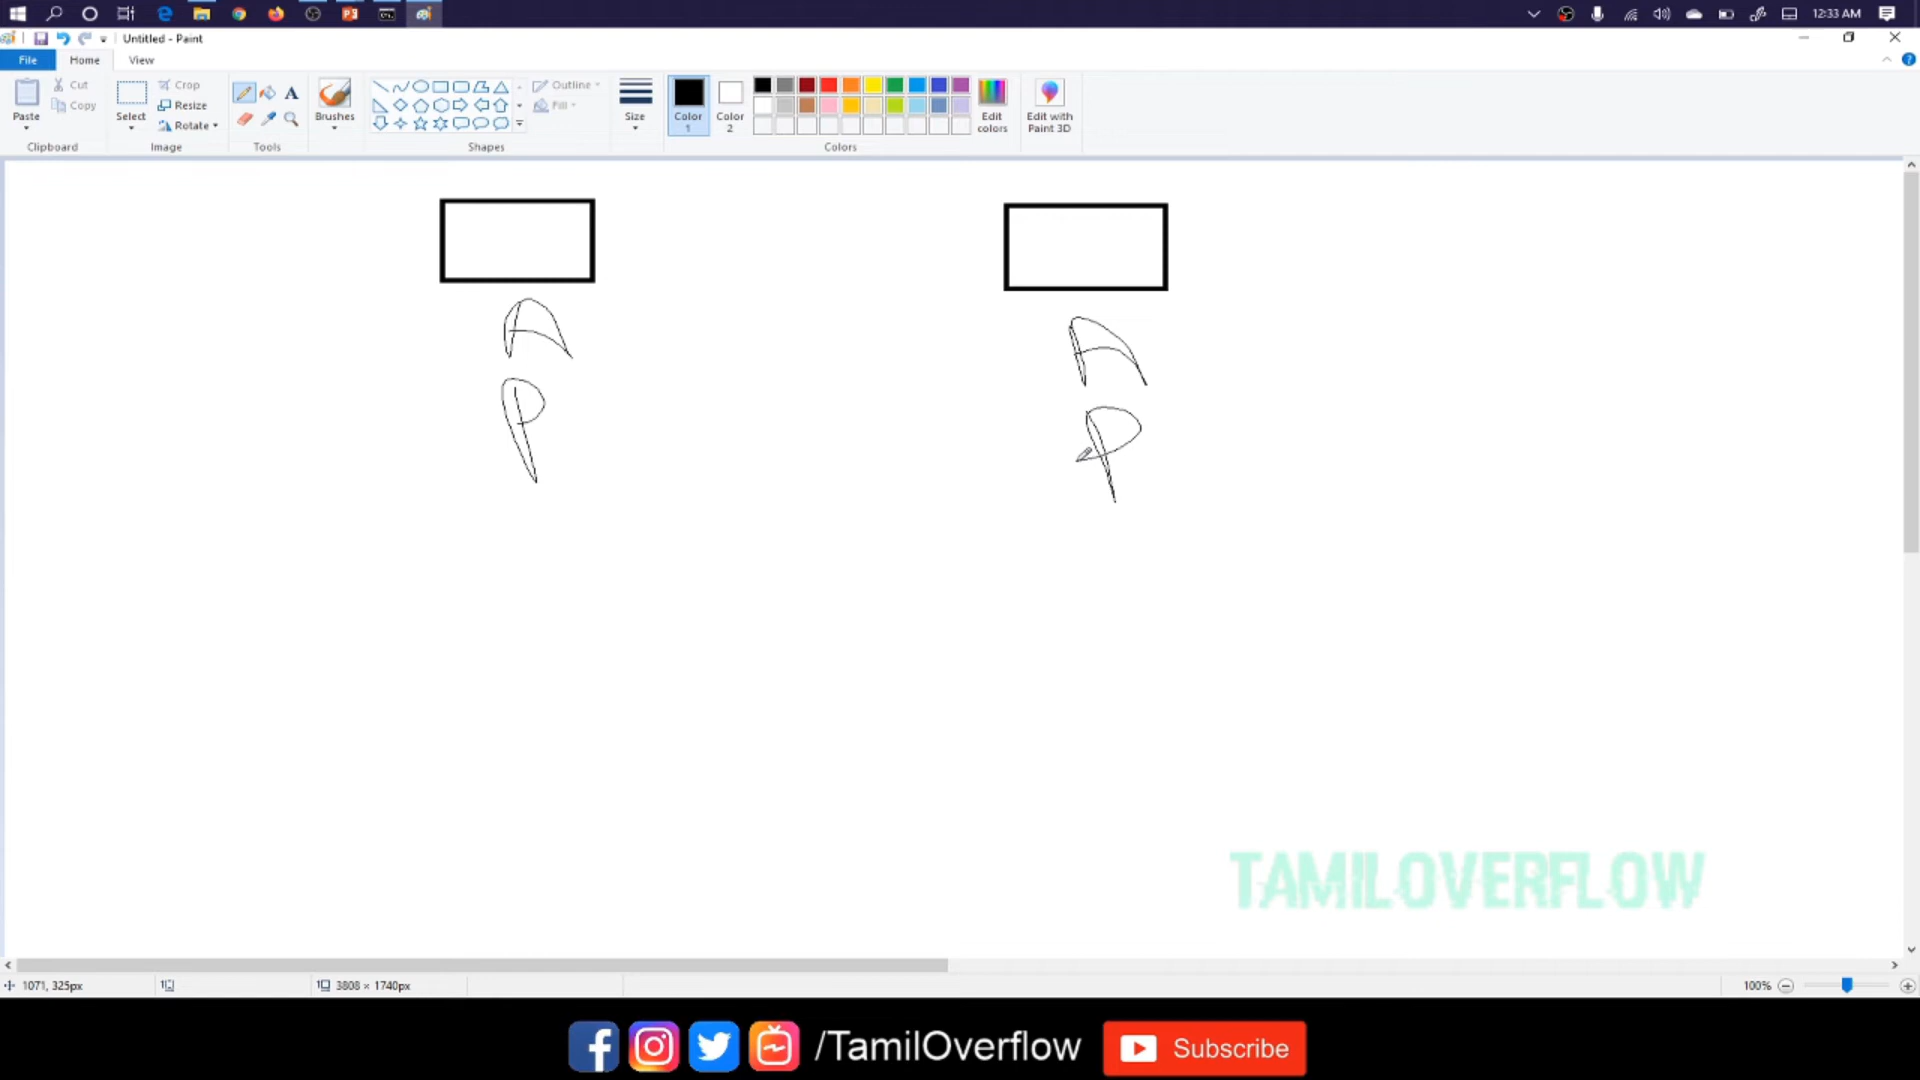 12:33 AM
Untitled - Paint
File Home View
Cut
Copy
Paste
Clipboard
Select
Crop
Resize
Rotate
Image
Tools
Brushes
Shapes
Outline
Fill
Size
Color 1
Color 2
Edit colors
Edit with Paint 3D
Colors
A A
P P
TAMILOVERFLOW
1071, 325px 3808 × 1740px 100%
/TamilOverflow Subscribe